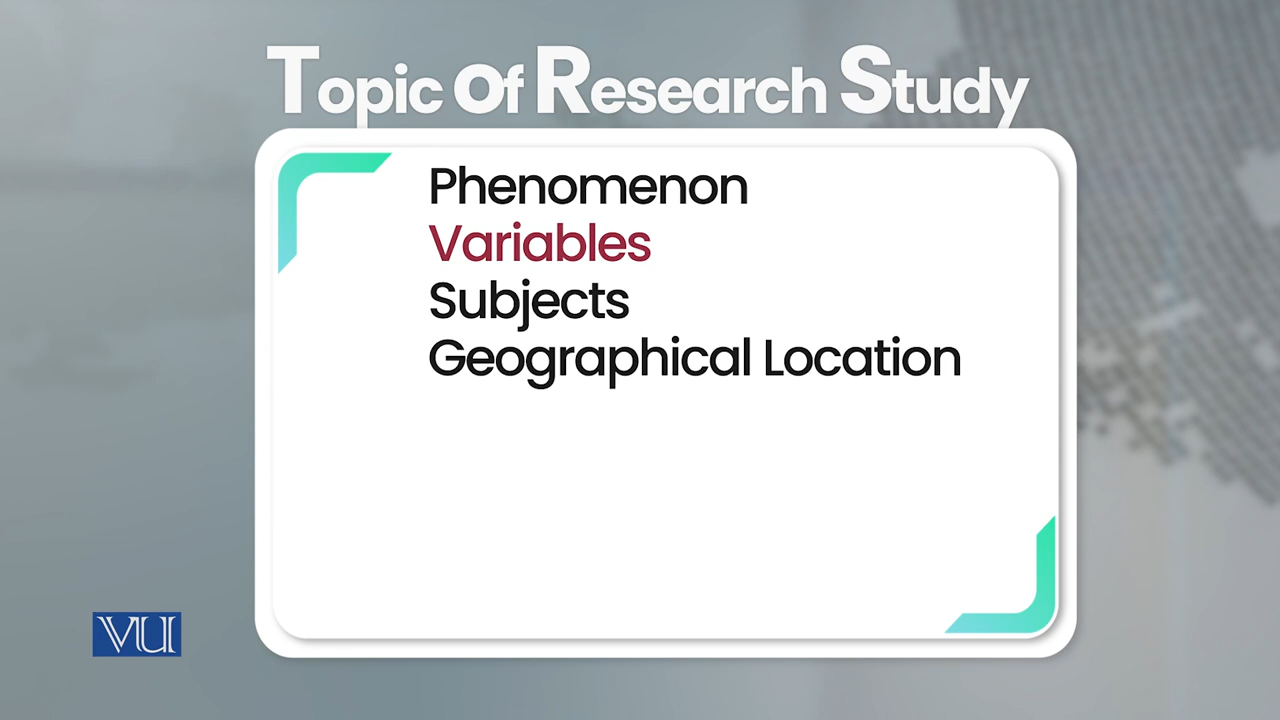 Topic Of Research Study
Phenomenon
Variables
Subjects
Geographical Location
VU